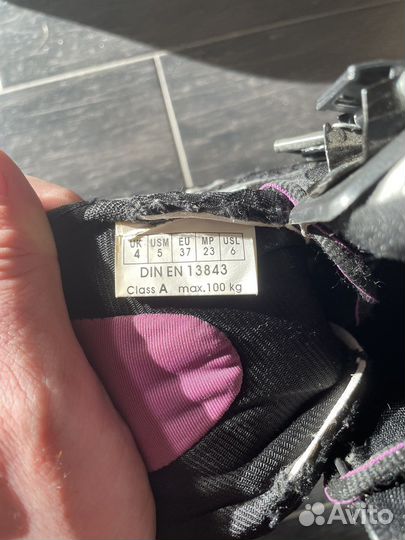 UK USM EU MP USL
4 5 37 23 6
DIN EN 13843
Class A max.100 kg
Avito